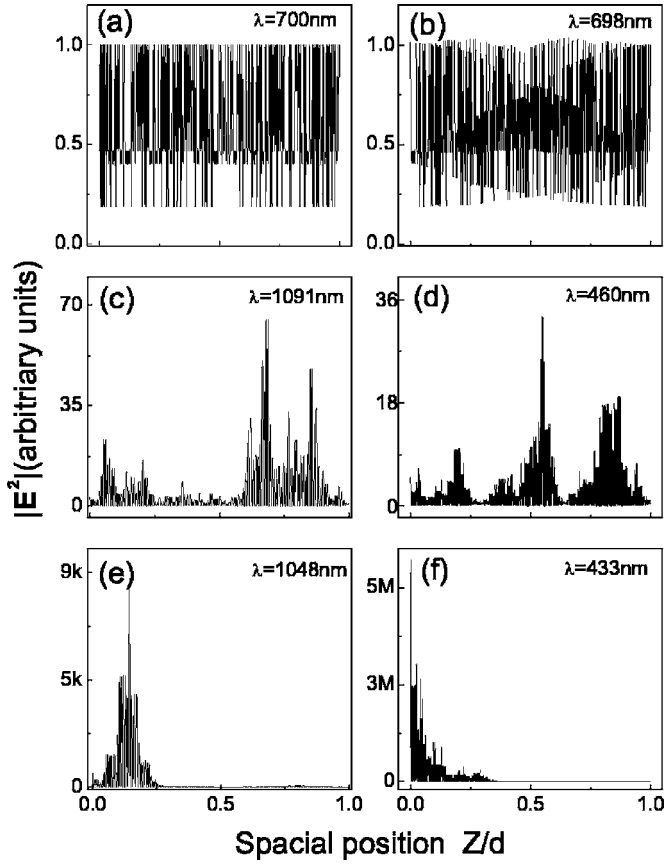 (a) λ=700nm
(b) λ=698nm
1.0
0.5
0.0
1.0
0.5
0.0
(c) λ=1091nm
(d) λ=460nm
70
35
0
36
18
0
|E²|(arbitriary units)
(e) λ=1048nm
(f) λ=433nm
9k
5k
0
5M
3M
0
0.0 0.5 1.0
0.0 0.5 1.0
Spacial position Z/d